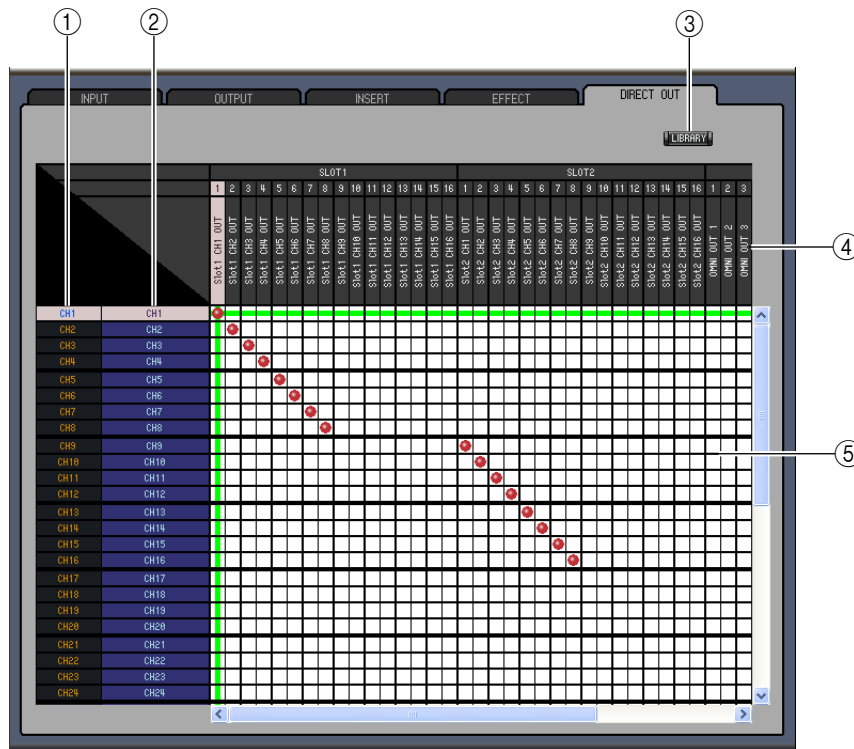 ① ② ③
INPUT OUTPUT INSERT EFFECT DIRECT OUT
LIBRARY
SLOT1 SLOT2
1 2 3 4 5 6 7 8 9 10 11 12 13 14 15 16 1 2 3 4 5 6 7 8 9 10 11 12 13 14 15 16 1 2 3
Slot1 CH1 OUT
Slot1 CH2 OUT
Slot1 CH3 OUT
Slot1 CH4 OUT
Slot1 CH5 OUT
Slot1 CH6 OUT
Slot1 CH7 OUT
Slot1 CH8 OUT
Slot1 CH9 OUT
Slot1 CH10 OUT
Slot1 CH11 OUT
Slot1 CH12 OUT
Slot1 CH13 OUT
Slot1 CH14 OUT
Slot1 CH15 OUT
Slot1 CH16 OUT
Slot2 CH1 OUT
Slot2 CH2 OUT
Slot2 CH3 OUT
Slot2 CH4 OUT
Slot2 CH5 OUT
Slot2 CH6 OUT
Slot2 CH7 OUT
Slot2 CH8 OUT
Slot2 CH9 OUT
Slot2 CH10 OUT
Slot2 CH11 OUT
Slot2 CH12 OUT
Slot2 CH13 OUT
Slot2 CH14 OUT
Slot2 CH15 OUT
Slot2 CH16 OUT
OMNI OUT 1
OMNI OUT 2
OMNI OUT 3
④
CH1 CH1
CH2 CH2
CH3 CH3
CH4 CH4
CH5 CH5
CH6 CH6
CH7 CH7
CH8 CH8
CH9 CH9
⑤
CH10 CH10
CH11 CH11
CH12 CH12
CH13 CH13
CH14 CH14
CH15 CH15
CH16 CH16
CH17 CH17
CH18 CH18
CH19 CH19
CH20 CH20
CH21 CH21
CH22 CH22
CH23 CH23
CH24 CH24